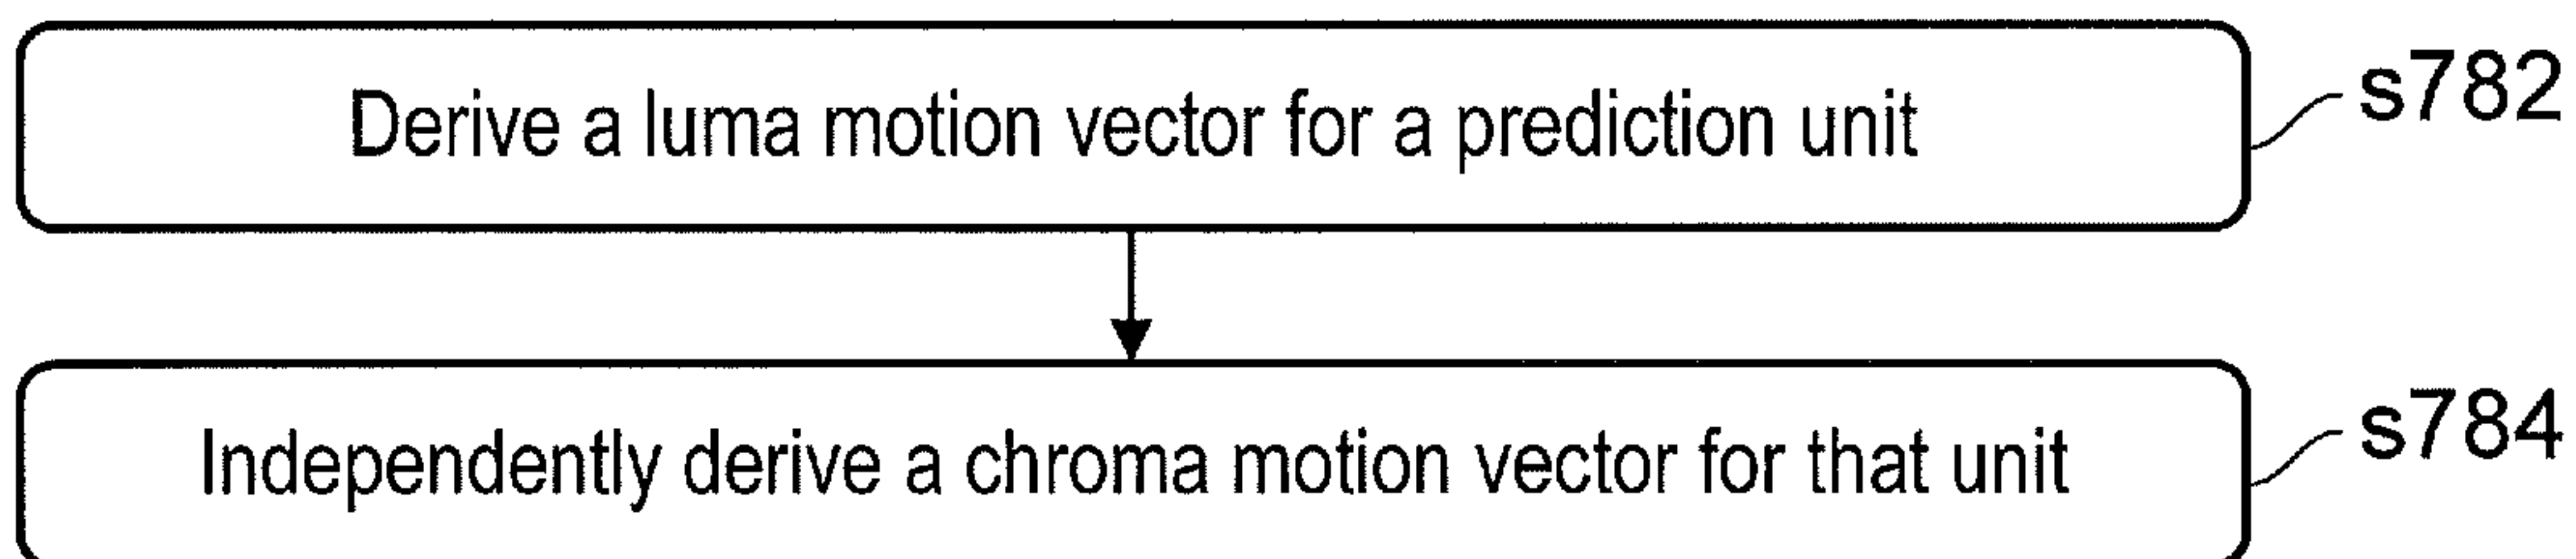 Derive a luma motion vector for a prediction unit
s782
Independently derive a chroma motion vector for that unit
s784